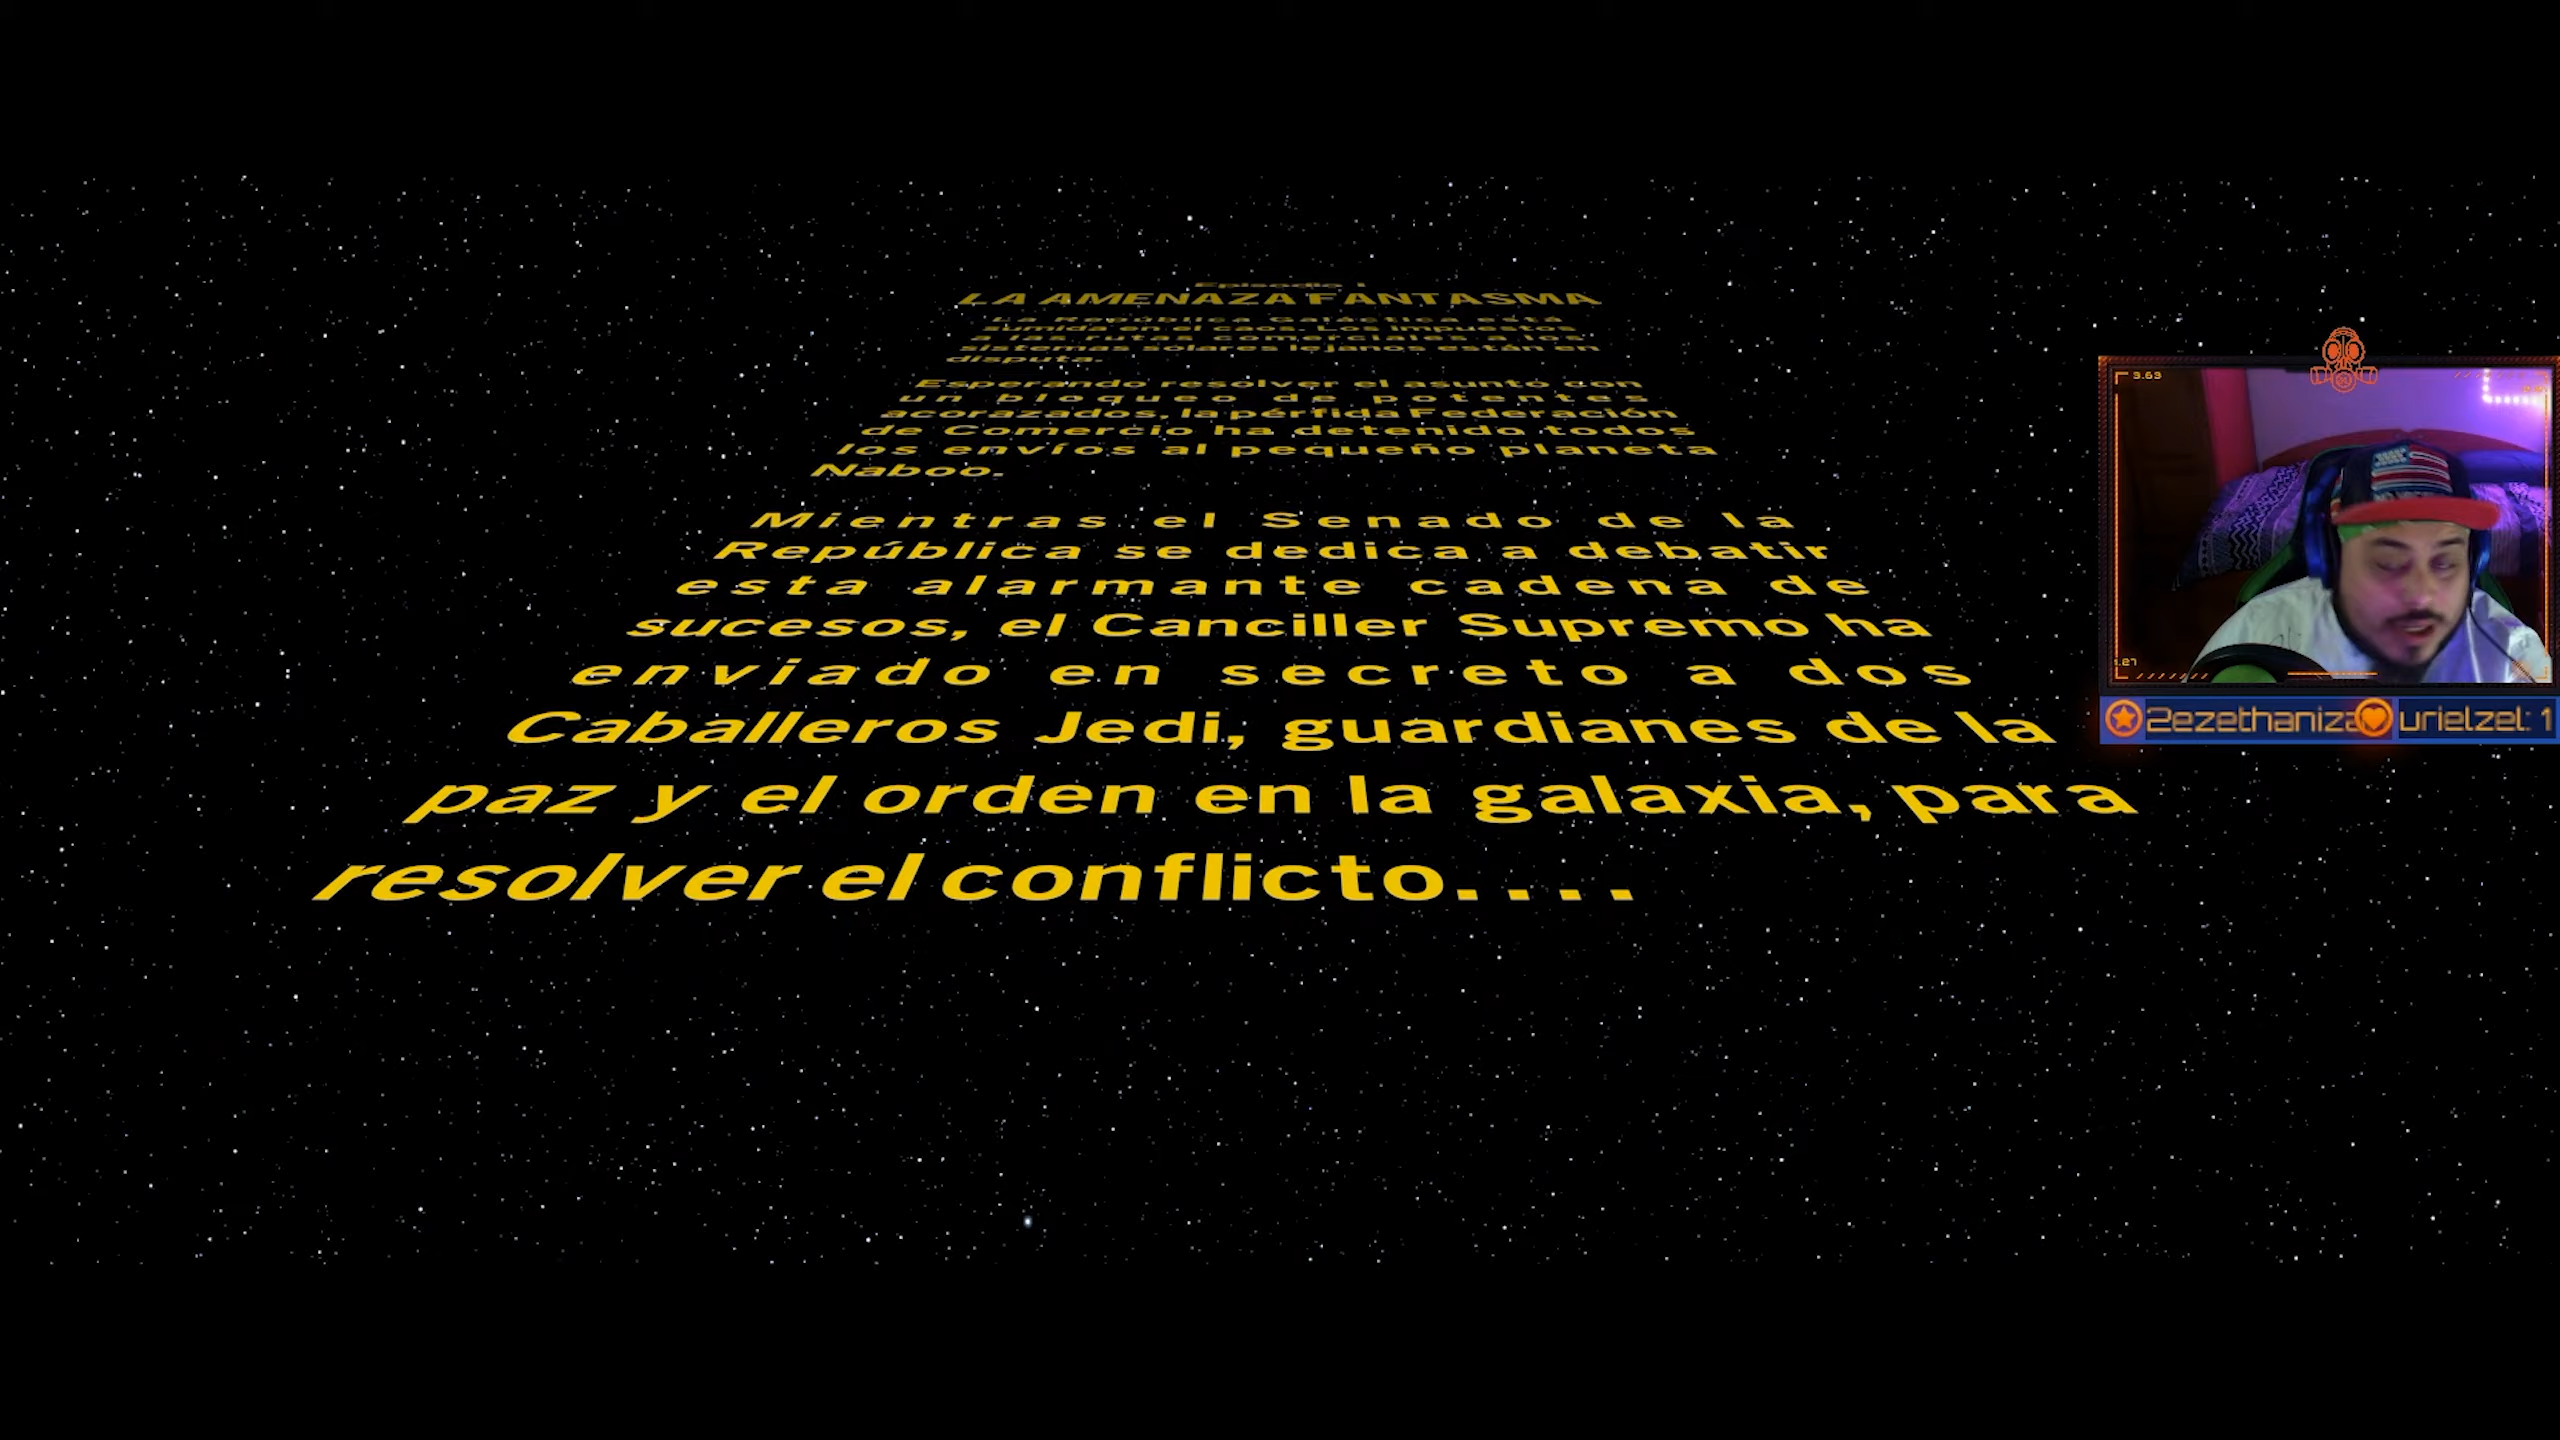 Episodio I
LA AMENAZA FANTASMA
La República Galáctica está
sumida en el caos. Los impuestos
a las rutas comerciales a los
sistemas solares lejanos están en
disputa.
Esperando resolver el asunto con
un bloqueo de potentes
acorazados, la pérfida Federación
de Comercio ha detenido todos
los envíos al pequeño planeta
Naboo.
Mientras el Senado de la
República se dedica a debatir
esta alarmante cadena de
sucesos, el Canciller Supremo ha
enviado en secreto a dos
Caballeros Jedi, guardianes de la
paz y el orden en la galaxia, para
resolver el conflicto....
3.63
2ezethaniza urielzel: 1